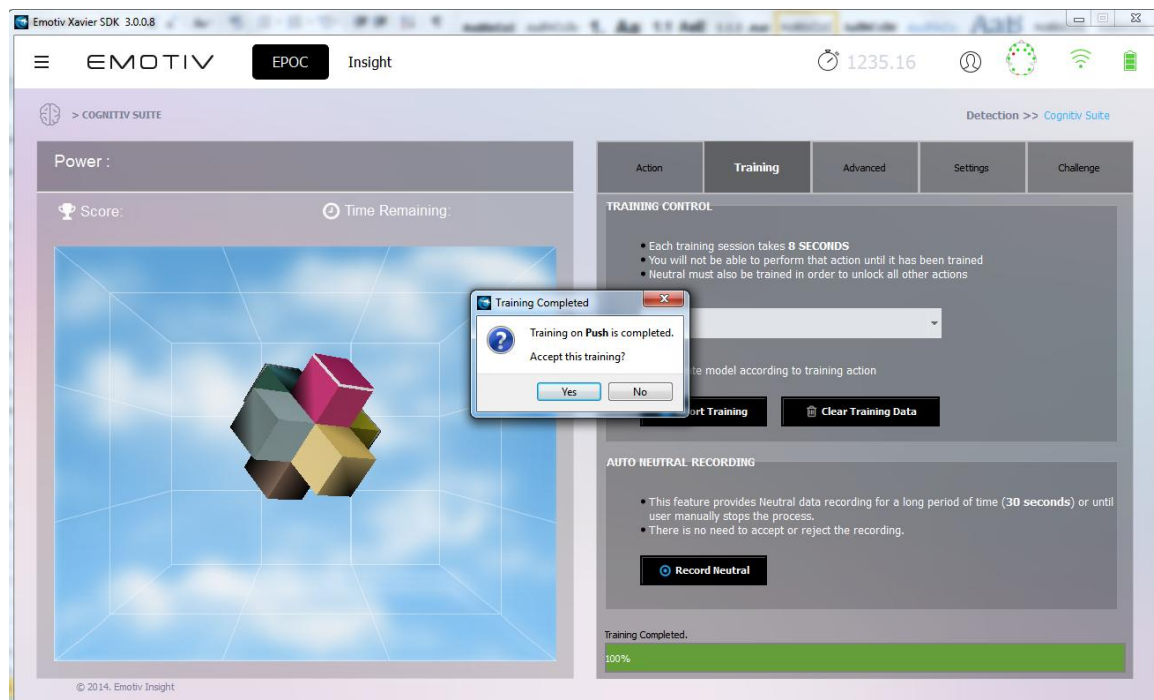 Emotiv Xavier SDK 3.0.0.8
EMOTIV
EPOC
Insight
1235.16
> COGNITIV SUITE
Detection >> Cognitiv Suite
Power :
Score:
Time Remaining:
Action
Training
Advanced
Settings
Challenge
TRAINING CONTROL
Each training session takes 8 SECONDS
You will not be able to perform that action until it has been trained
Neutral must also be trained in order to unlock all other actions
Training Completed
Training on Push is completed.
Accept this training?
Yes
No
model according to training action
Training
Clear Training Data
AUTO NEUTRAL RECORDING
This feature provides Neutral data recording for a long period of time (30 seconds) or until
user manually stops the process.
There is no need to accept or reject the recording.
Record Neutral
Training Completed.
100%
© 2014. Emotiv Insight